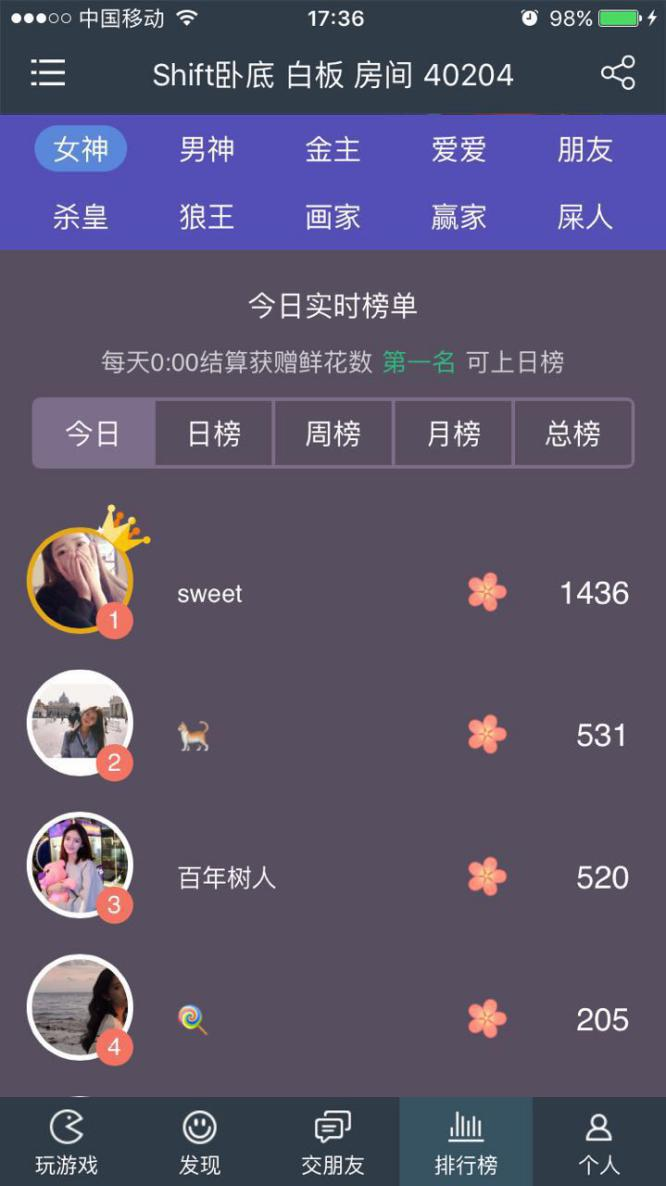 中国移动 17:36 98%
Shift卧底 白板 房间 40204
女神 男神 金主 爱爱 朋友
杀皇 狼王 画家 赢家 屎人
今日实时榜单
每天0:00结算获赠鲜花数 第一名 可上日榜
今日 日榜 周榜 月榜 总榜
sweet 1436
1
531
2
百年树人 520
3
205
4
玩游戏 发现 交朋友 排行榜 个人